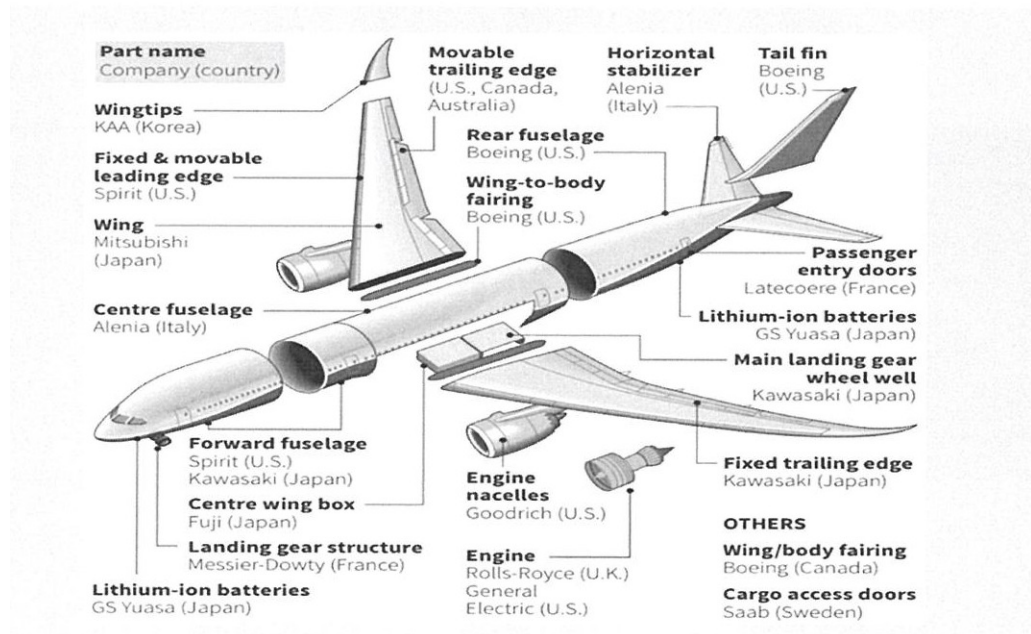 Part name
Company (country)
Wingtips
KAA (Korea)
Fixed & movable
leading edge
Spirit (U.S.)
Wing
Mitsubishi
(Japan)
Centre fuselage
Alenia (Italy)
Movable
trailing edge
(U.S., Canada,
Australia)
Horizontal
stabilizer
Alenia
(Italy)
Tail fin
Boeing
(U.S.)
Rear fuselage
Boeing (U.S.)
Wing-to-body
fairing
Boeing (U.S.)
Passenger
entry doors
Latecoere (France)
Lithium-ion batteries
GS Yuasa (Japan)
Main landing gear
wheel well
Kawasaki (Japan)
Forward fuselage
Spirit (U.S.)
Kawasaki (Japan)
Centre wing box
Fuji (Japan)
Landing gear structure
Messier-Dowty (France)
Lithium-ion batteries
GS Yuasa (Japan)
Engine
nacelles
Goodrich (U.S.)
Engine
Rolls-Royce (U.K.)
General
Electric (U.S.)
Fixed trailing edge
Kawasaki (Japan)
OTHERS
Wing/body fairing
Boeing (Canada)
Cargo access doors
Saab (Sweden)